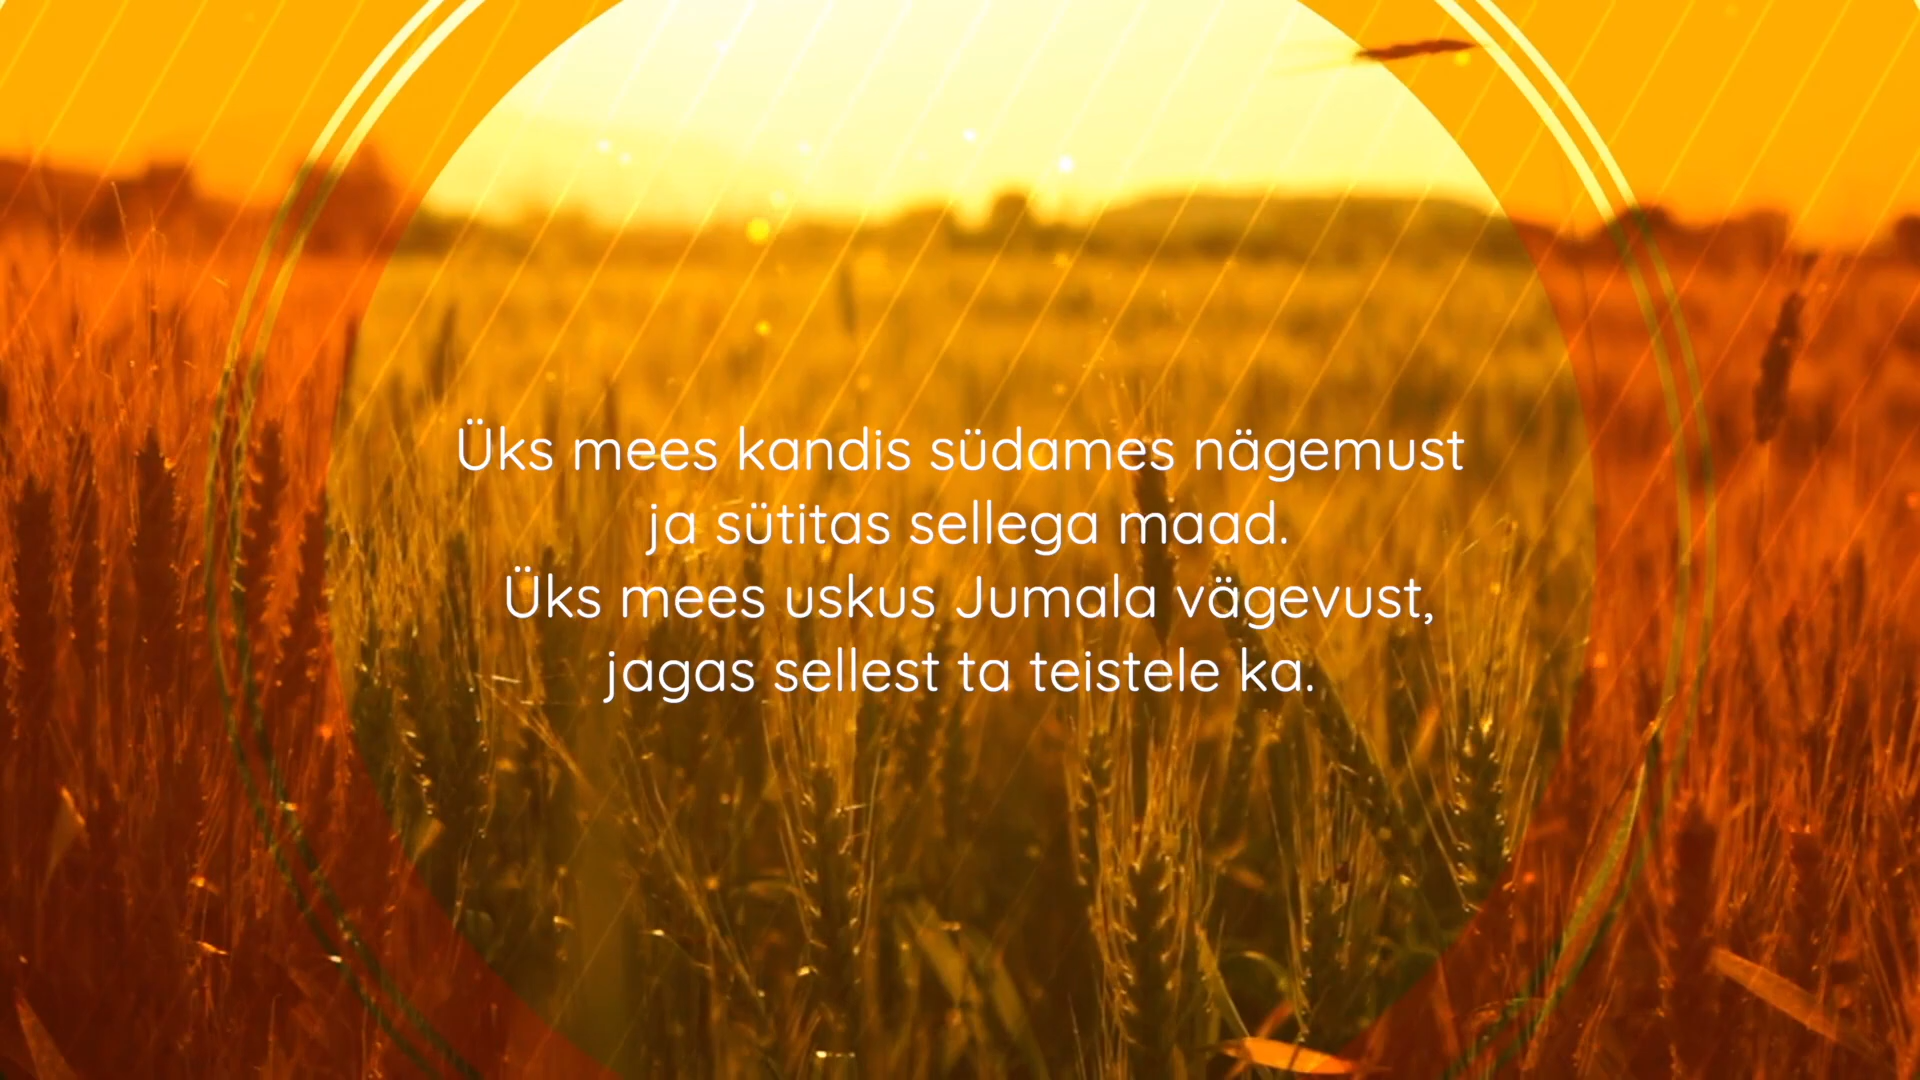 Üks mees kandis südames nägemust
ja sütitas sellega maad.
Üks mees uskus Jumala vägevust,
jagas sellest ta teistele ka.